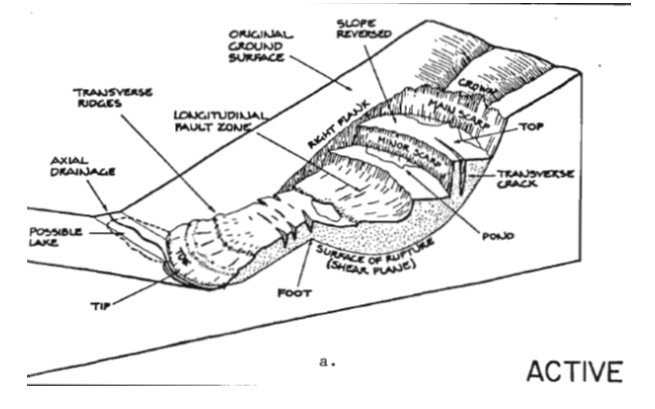 SLOPE
REVERSED
ORIGINAL
GROUND
SURFACE
CROWN
TRANSVERSE
RIDGES
MAIN SCARP
LONGITUDINAL
FAULT ZONE
RIGHT FLANK
TOP
MINOR SCARP
AXIAL
DRAINAGE
TRANSVERSE
CRACK
POSSIBLE
LAKE
POND
TOE
SURFACE OF RUPTURE
(SHEAR PLANE)
FOOT
TIP
a.
ACTIVE